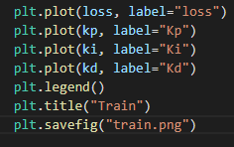 plt.plot(loss, label="loss")
plt.plot(kp, label="Kp")
plt.plot(ki, label="Ki")
plt.plot(kd, label="Kd")
plt.legend()
plt.title("Train")
plt.savefig("train.png")